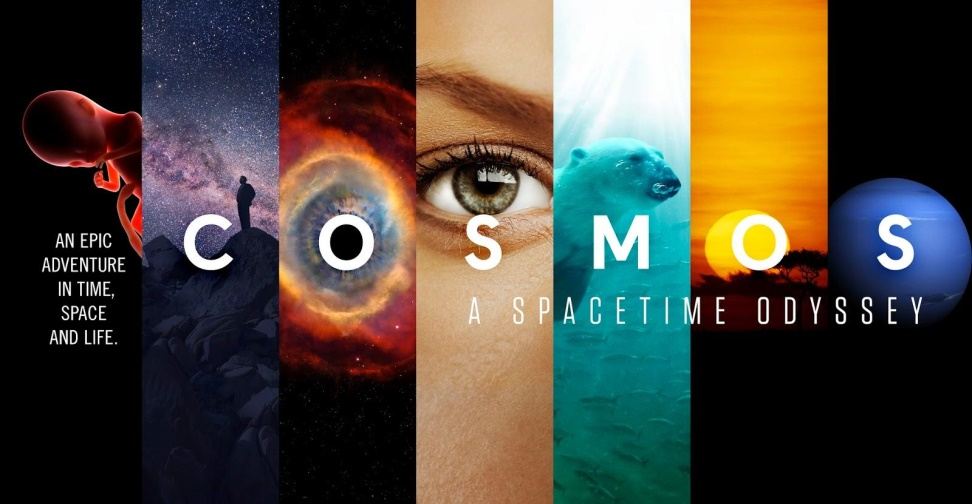 AN EPIC
ADVENTURE
IN TIME,
SPACE
AND LIFE.
COSMOS
A SPACETIME ODYSSEY